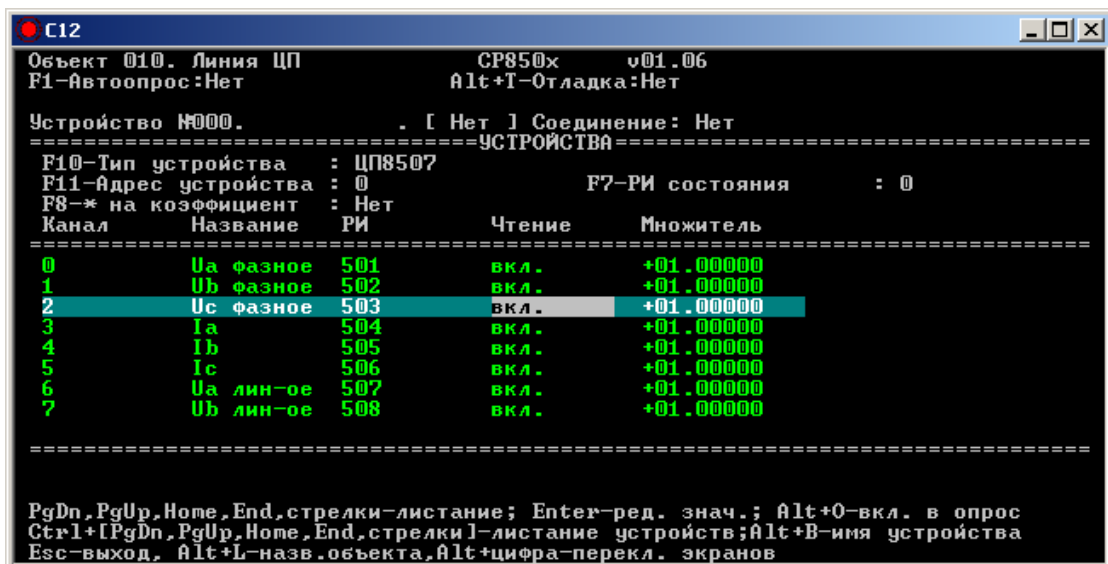 C12
Объект 010. Линия ЦП CP850x v01.06
F1-Автоопрос:Нет Alt+T-Отладка:Нет
Устройство №000. . [ Нет ] Соединение: Нет
=====================================УСТРОЙСТВА=======================================
F10-Тип устройства : ЦП8507
F11-Адрес устройства : 0 F7-РИ состояния : 0
F8-* на коэффициент : Нет
Канал Название РИ Чтение Множитель
0 Ua фазное 501 вкл. +01.00000
1 Ub фазное 502 вкл. +01.00000
2 Uc фазное 503 вкл. +01.00000
3 Ia 504 вкл. +01.00000
4 Ib 505 вкл. +01.00000
5 Ic 506 вкл. +01.00000
6 Ua лин-ое 507 вкл. +01.00000
7 Ub лин-ое 508 вкл. +01.00000
PgDn,PgUp,Home,End,стрелки-листание; Enter-ред. знач.; Alt+O-вкл. в опрос
Ctrl+[PgDn,PgUp,Home,End,стрелки]-листание устройств;Alt+B-имя устройства
Esc-выход, Alt+L-назв.объекта,Alt+цифра-перекл. экранов